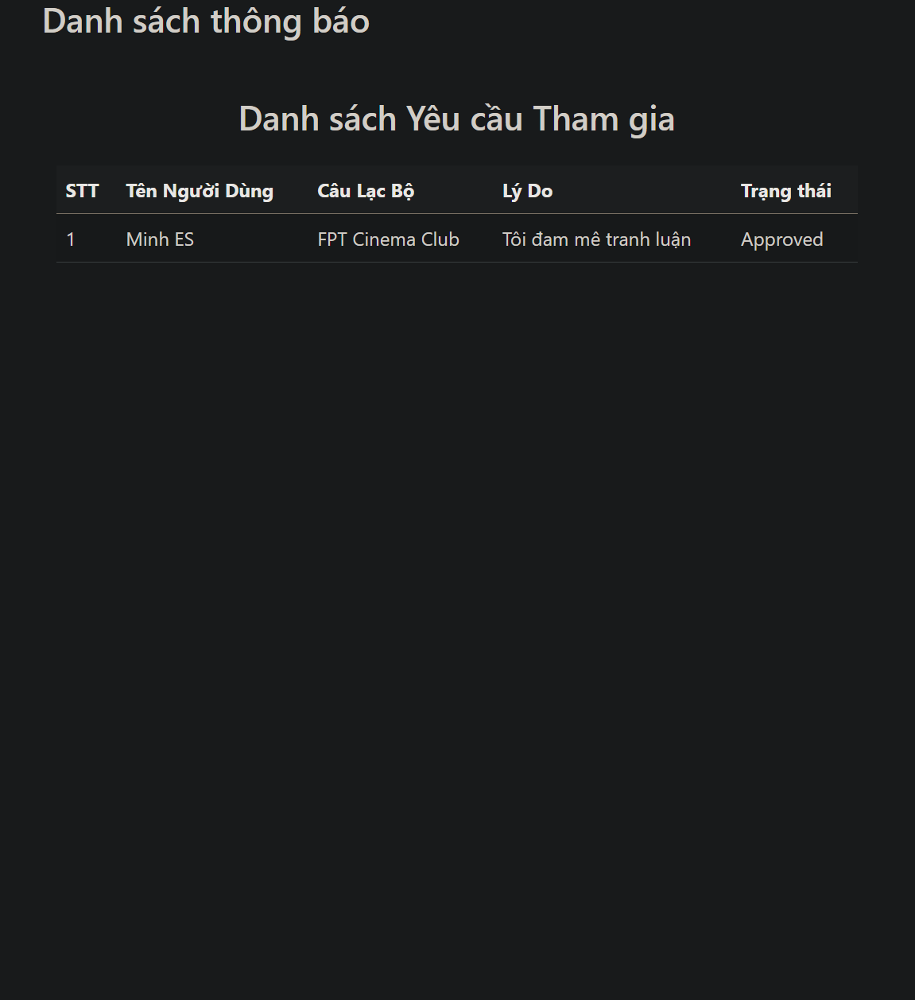 Danh sách thông báo
Danh sách Yêu cầu Tham gia
STT Tên Người Dùng Câu Lạc Bộ Lý Do Trạng thái
1 Minh ES FPT Cinema Club Tôi đam mê tranh luận Approved